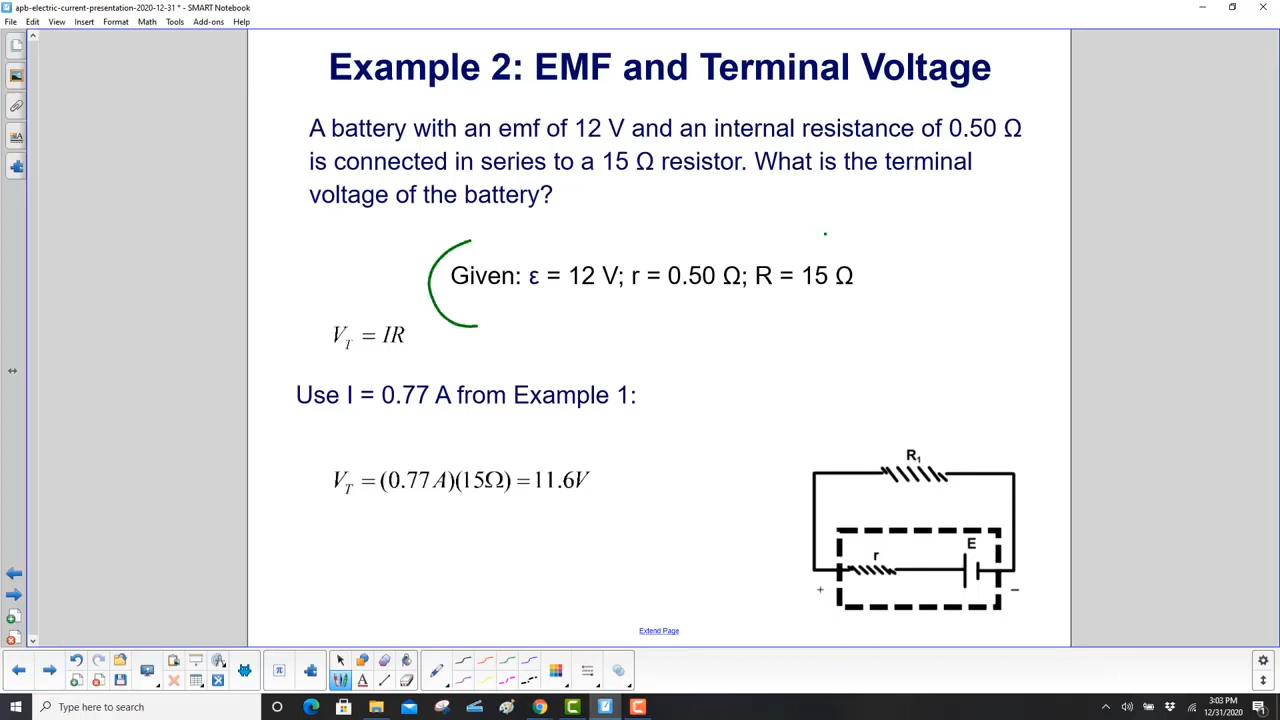 apb-electric-current-presentation-2020-12-31 * - SMART Notebook
File Edit View Insert Format Math Tools Add-ons Help
Example 2: EMF and Terminal Voltage
A battery with an emf of 12 V and an internal resistance of 0.50 Ω
is connected in series to a 15 Ω resistor. What is the terminal
voltage of the battery?
Given: ε = 12 V; r = 0.50 Ω; R = 15 Ω
V_T = IR
Use I = 0.77 A from Example 1:
V_T = (0.77 A)(15Ω) = 11.6V
R₁
E
r
+ −
Extend Page
Type here to search
3:03 PM
12/31/2020